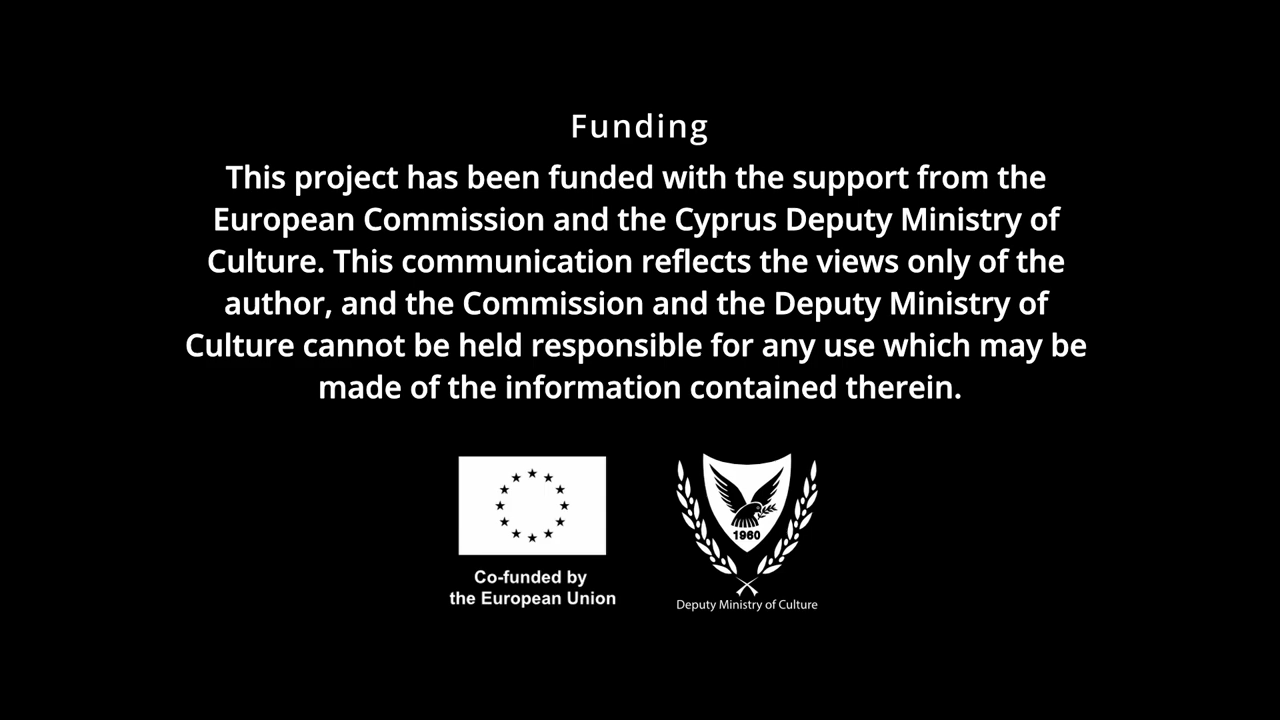 Funding
This project has been funded with the support from the
European Commission and the Cyprus Deputy Ministry of
Culture. This communication reflects the views only of the
author, and the Commission and the Deputy Ministry of
Culture cannot be held responsible for any use which may be
made of the information contained therein.
1960
Co-funded by
the European Union
Deputy Ministry of Culture